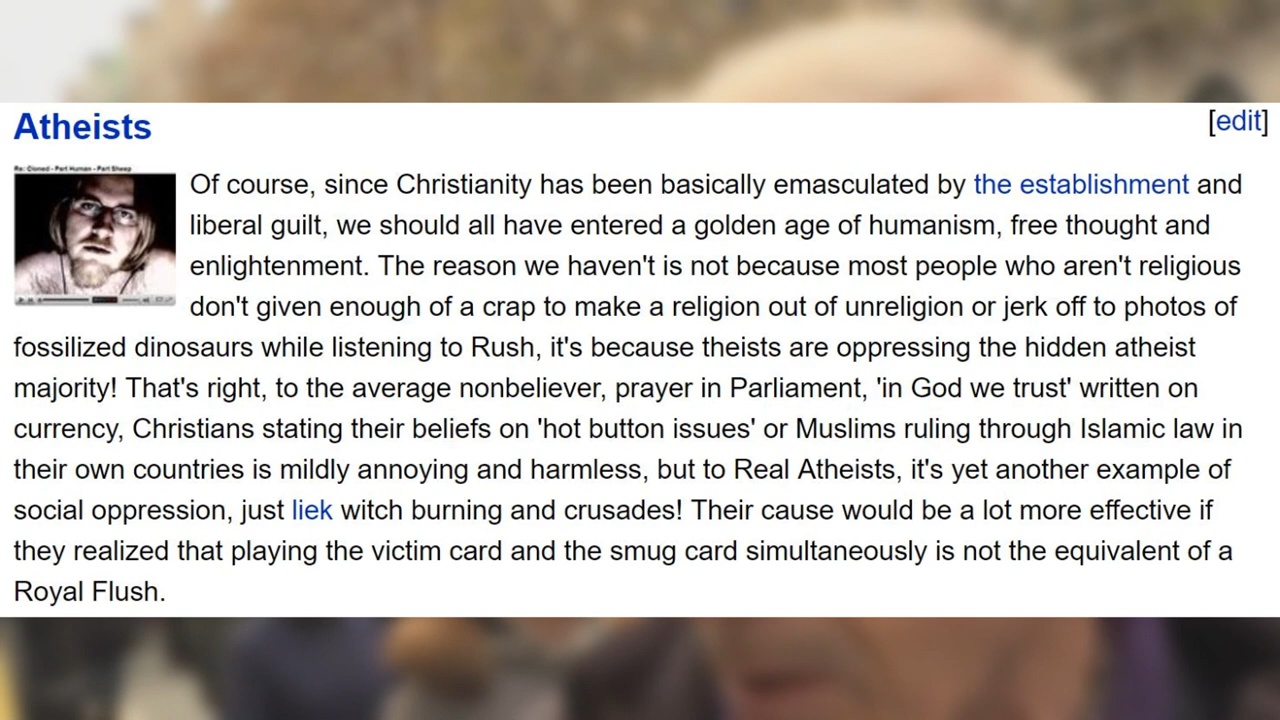 Atheists
[edit]
Re: Cloned - Part Human - Part Sheep
Of course, since Christianity has been basically emasculated by the establishment and
liberal guilt, we should all have entered a golden age of humanism, free thought and
enlightenment. The reason we haven't is not because most people who aren't religious
don't given enough of a crap to make a religion out of unreligion or jerk off to photos of
fossilized dinosaurs while listening to Rush, it's because theists are oppressing the hidden atheist
majority! That's right, to the average nonbeliever, prayer in Parliament, 'in God we trust' written on
currency, Christians stating their beliefs on 'hot button issues' or Muslims ruling through Islamic law in
their own countries is mildly annoying and harmless, but to Real Atheists, it's yet another example of
social oppression, just liek witch burning and crusades! Their cause would be a lot more effective if
they realized that playing the victim card and the smug card simultaneously is not the equivalent of a
Royal Flush.